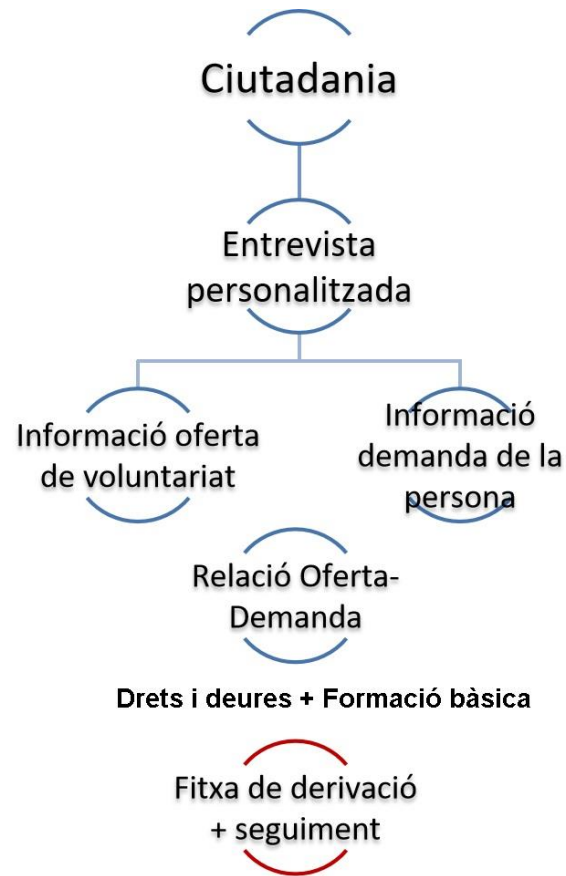 Ciutadania
Entrevista
personalitzada
Informació oferta
de voluntariat
Informació
demanda de la
persona
Relació Oferta-
Demanda
Drets i deures + Formació bàsica
Fitxa de derivació
+ seguiment